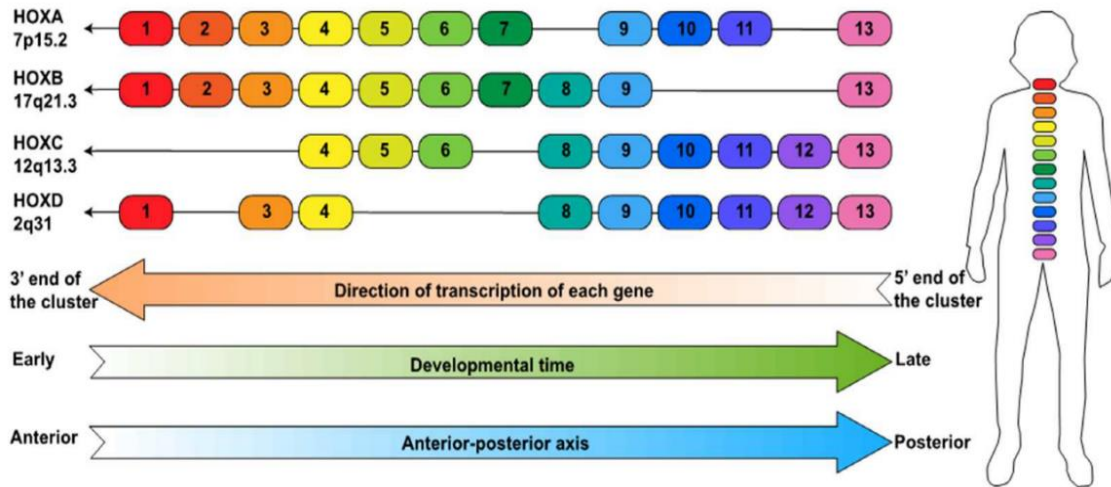 HOXA
7p15.2
1 2 3 4 5 6 7 9 10 11 13
HOXB
17q21.3
1 2 3 4 5 6 7 8 9 13
HOXC
12q13.3
4 5 6 8 9 10 11 12 13
HOXD
2q31
1 3 4 8 9 10 11 12 13
3' end of
the cluster
Direction of transcription of each gene
5' end of
the cluster
Early
Developmental time
Late
Anterior
Anterior-posterior axis
Posterior